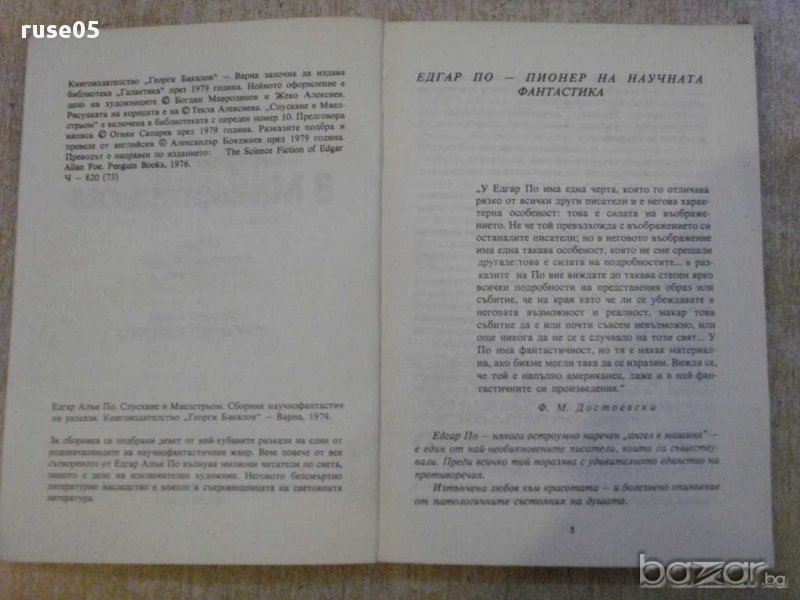 ruse05
Книгоиздателство „Георги Бакалов“ — Варна започна да издава
библиотека „Галактика“ през 1979 година. Нейното оформление е
дело на художниците © Богдан Мавродинов и Жеко Алексиев.
Рисунката на корицата е на © Текла Алексиева. „Спускане в Маел-
стрьом“ е включена в библиотеката с пореден номер 10. Предговора
написа © Огнян Сапарев през 1979 година. Разказите подбра и
преведе от английски © Александър Бояджиев през 1979 година.
Преводът е направен по изданието: The Science Fiction of Edgar
Allan Poe. Penguin Books, 1976.
Ч — 820 (73)
Едгар Алън По. Спускане в Маелстрьом. Сборник научнофантастич-
ни разкази. Книгоиздателство „Георги Бакалов“ — Варна, 1979.
За сборника са подбрани девет от най-хубавите разкази на един от
родоначалниците на научнофантастичния жанр. Вече повече от век
сътвореното от Едгар Алън По вълнува милиони читатели по света,
защото е дело на изключителен художник. Неговото безсмъртно
литературно наследство е влязло в съкровищницата на световната
литература.
ЕДГАР ПО — ПИОНЕР НА НАУЧНАТА
ФАНТАСТИКА
„У Едгар По има една черта, която го отличава
рязко от всички други писатели и е негова харак-
терна особеност: това е силата на въображе-
нието. Не че той превъзхожда с въображението си
останалите писатели; но в неговото въображение
има една такава особеност, която не сме срещали
другаде:това е силата на подробностите... в раз-
казите на По вие виждате до такава степен ярко
всички подробности на представения образ или
събитие, че на края като че ли се убеждавате в
неговата възможност и реалност, макар това
събитие да е или почти съвсем невъзможно, или
още никога да не се е случвало на този свят... У
По има фантастичност, но тя е някак материал-
на, ако бихме могли така да се изразим. Вижда се,
че той е напълно американец, даже и в най-фан-
тастичните си произведения.“
Ф. М. Достоевски
Едгар По — някога остроумно наречен „ангел в машина“ —
е един от най-необикновените писатели, които са съществу-
вали. Преди всичко той поразява с удивителното единство на
противоречия.
Изтънчена любов към красотата — и болезнено опиянение
от патологичните състояния на душата.
5
bazar.bg